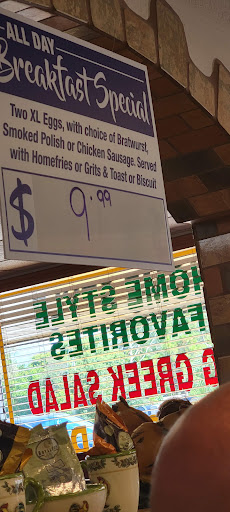 ALL DAY
Breakfast Special
Two XL Eggs, with choice of Bratwurst,
Smoked Polish or Chicken Sausage. Served
with Homefries or Grits & Toast or Biscuit
$ 9.99
HOME STYLE
FAVORITES
G GREEK SALAD